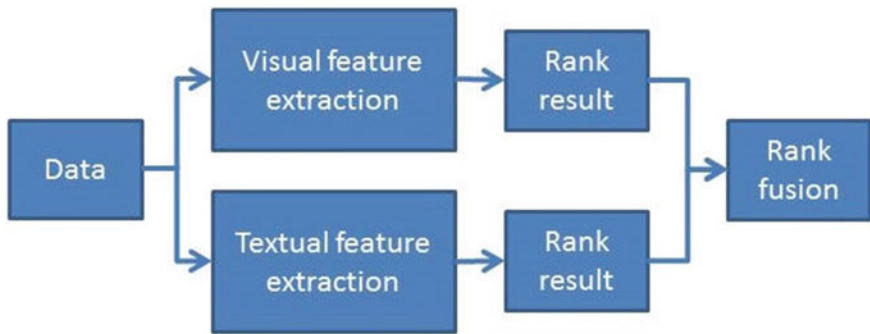 Data
Visual feature
extraction
Rank
result
Textual feature
extraction
Rank
result
Rank
fusion